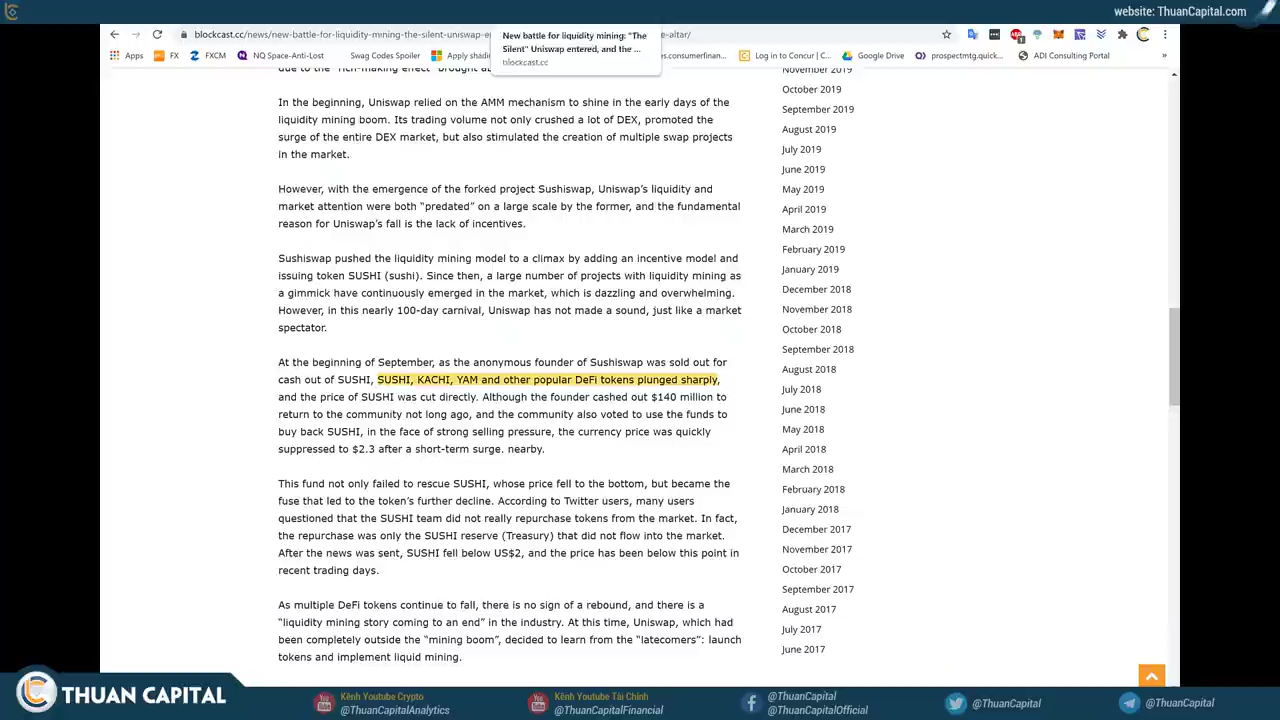 website: Thuancapital.com
blockcast.cc/news/new-battle-for-liquidity-mining-the-silent-uniswap-e
e-altar/
New battle for liquidity mining: "The
Silent" Uniswap entered, and the ...
blockcast.cc
Apps
FX
FXCM
NQ Space-Anti-Lost
Swag Codes Spoiler
Apply shadi
es.consumerfinan...
Log in to Concur | C...
Google Drive
prospectmtg.quick...
ADI Consulting Portal
»
In the beginning, Uniswap relied on the AMM mechanism to shine in the early days of the
liquidity mining boom. Its trading volume not only crushed a lot of DEX, promoted the
surge of the entire DEX market, but also stimulated the creation of multiple swap projects
in the market.
However, with the emergence of the forked project Sushiswap, Uniswap's liquidity and
market attention were both “predated” on a large scale by the former, and the fundamental
reason for Uniswap's fall is the lack of incentives.
Sushiswap pushed the liquidity mining model to a climax by adding an incentive model and
issuing token SUSHI (sushi). Since then, a large number of projects with liquidity mining as
a gimmick have continuously emerged in the market, which is dazzling and overwhelming.
However, in this nearly 100-day carnival, Uniswap has not made a sound, just like a market
spectator.
At the beginning of September, as the anonymous founder of Sushiswap was sold out for
cash out of SUSHI, SUSHI, KACHI, YAM and other popular DeFi tokens plunged sharply,
and the price of SUSHI was cut directly. Although the founder cashed out $140 million to
return to the community not long ago, and the community also voted to use the funds to
buy back SUSHI, in the face of strong selling pressure, the currency price was quickly
suppressed to $2.3 after a short-term surge. nearby.
This fund not only failed to rescue SUSHI, whose price fell to the bottom, but became the
fuse that led to the token's further decline. According to Twitter users, many users
questioned that the SUSHI team did not really repurchase tokens from the market. In fact,
the repurchase was only the SUSHI reserve (Treasury) that did not flow into the market.
After the news was sent, SUSHI fell below US$2, and the price has been below this point in
recent trading days.
As multiple DeFi tokens continue to fall, there is no sign of a rebound, and there is a
“liquidity mining story coming to an end” in the industry. At this time, Uniswap, which had
been completely outside the “mining boom”, decided to learn from the “latecomers”: launch
tokens and implement liquid mining.
November 2019
October 2019
September 2019
August 2019
July 2019
June 2019
May 2019
April 2019
March 2019
February 2019
January 2019
December 2018
November 2018
October 2018
September 2018
August 2018
July 2018
June 2018
May 2018
April 2018
March 2018
February 2018
January 2018
December 2017
November 2017
October 2017
September 2017
August 2017
July 2017
June 2017
THUAN CAPITAL
Kênh Youtube Crypto
@ThuanCapitalAnalytics
Kênh Youtube Tài Chính
@ThuanCapitalFinancial
@ThuanCapital
@ThuanCapitalOfficial
@ThuanCapital
@ThuanCapital